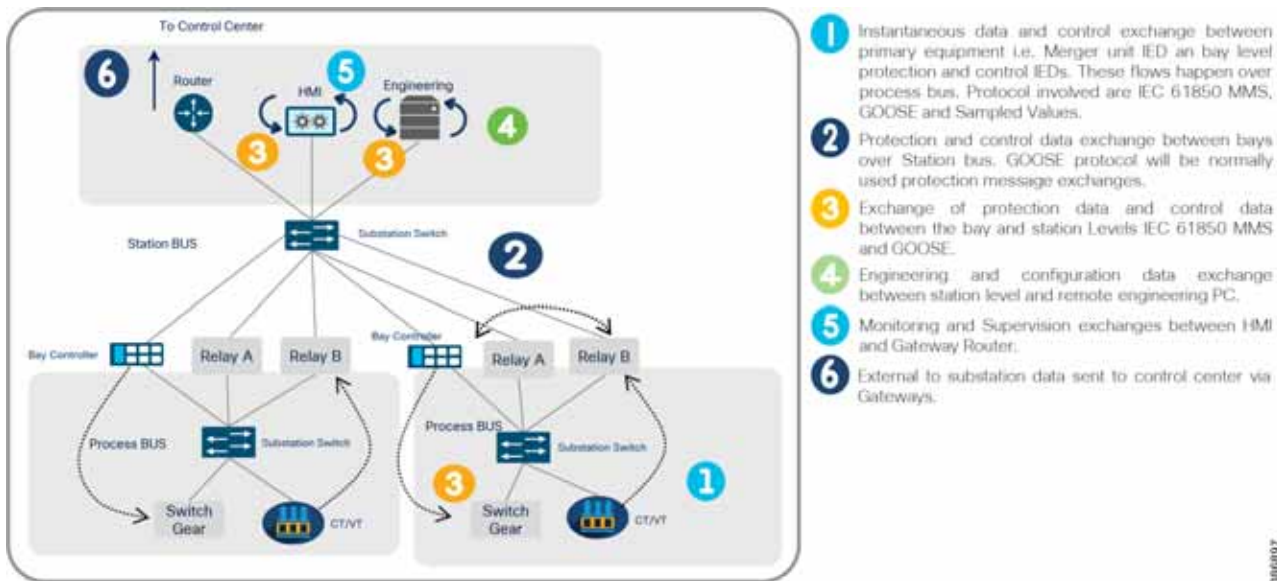 To Control Center
6
Router
HMI
5
Engineering
3
3
4
Station BUS
Substation Switch
2
Bay Controller
Relay A
Relay B
Bay Controller
Relay A
Relay B
Process BUS
Substation Switch
Process BUS
Substation Switch
Switch
Gear
CT/VT
3
Switch
Gear
CT/VT
1
1 Instantaneous data and control exchange between
primary equipment i.e. Merger unit IED an bay level
protection and control IEDs. These flows happen over
process bus. Protocol involved are IEC 61850 MMS,
GOOSE and Sampled Values.
2 Protection and control data exchange between bays
over Station bus. GOOSE protocol will be normally
used protection message exchanges.
3 Exchange of protection data and control data
between the bay and station Levels IEC 61850 MMS
and GOOSE.
4 Engineering and configuration data exchange
between station level and remote engineering PC.
5 Monitoring and Supervision exchanges between HMI
and Gateway Router.
6 External to substation data sent to control center via
Gateways.